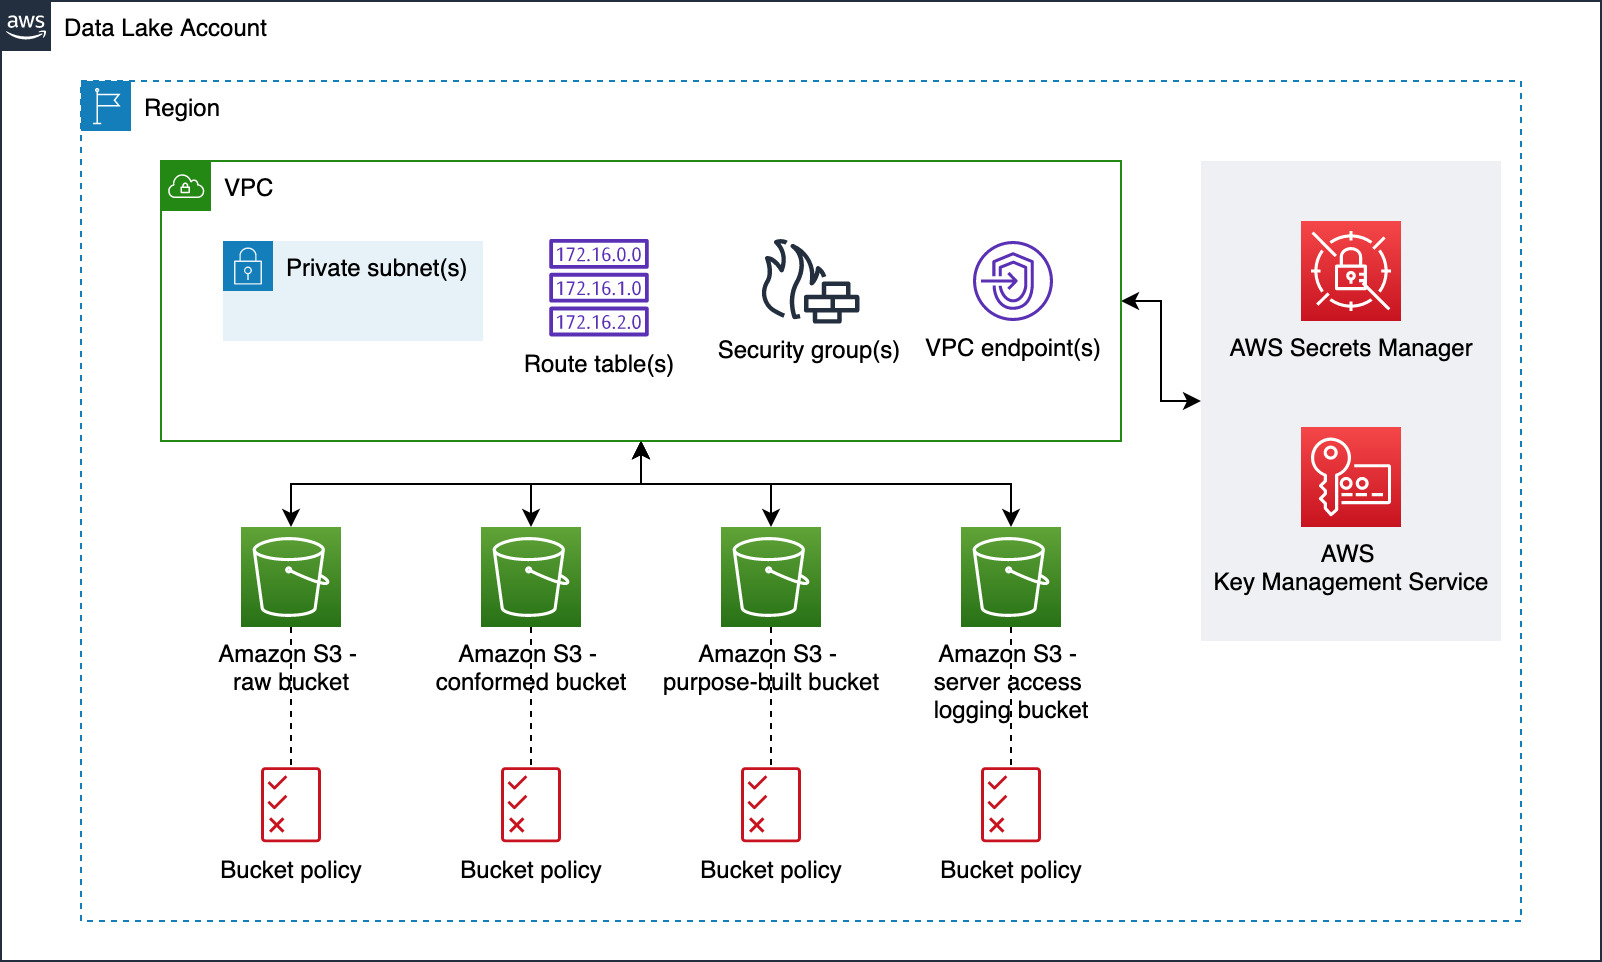 aws
Data Lake Account
Region
VPC
Private subnet(s)
172.16.0.0
172.16.1.0
172.16.2.0
Route table(s)
Security group(s)
VPC endpoint(s)
AWS Secrets Manager
AWS
Key Management Service
Amazon S3 -
raw bucket
Amazon S3 -
conformed bucket
Amazon S3 -
purpose-built bucket
Amazon S3 -
server access
logging bucket
Bucket policy
Bucket policy
Bucket policy
Bucket policy